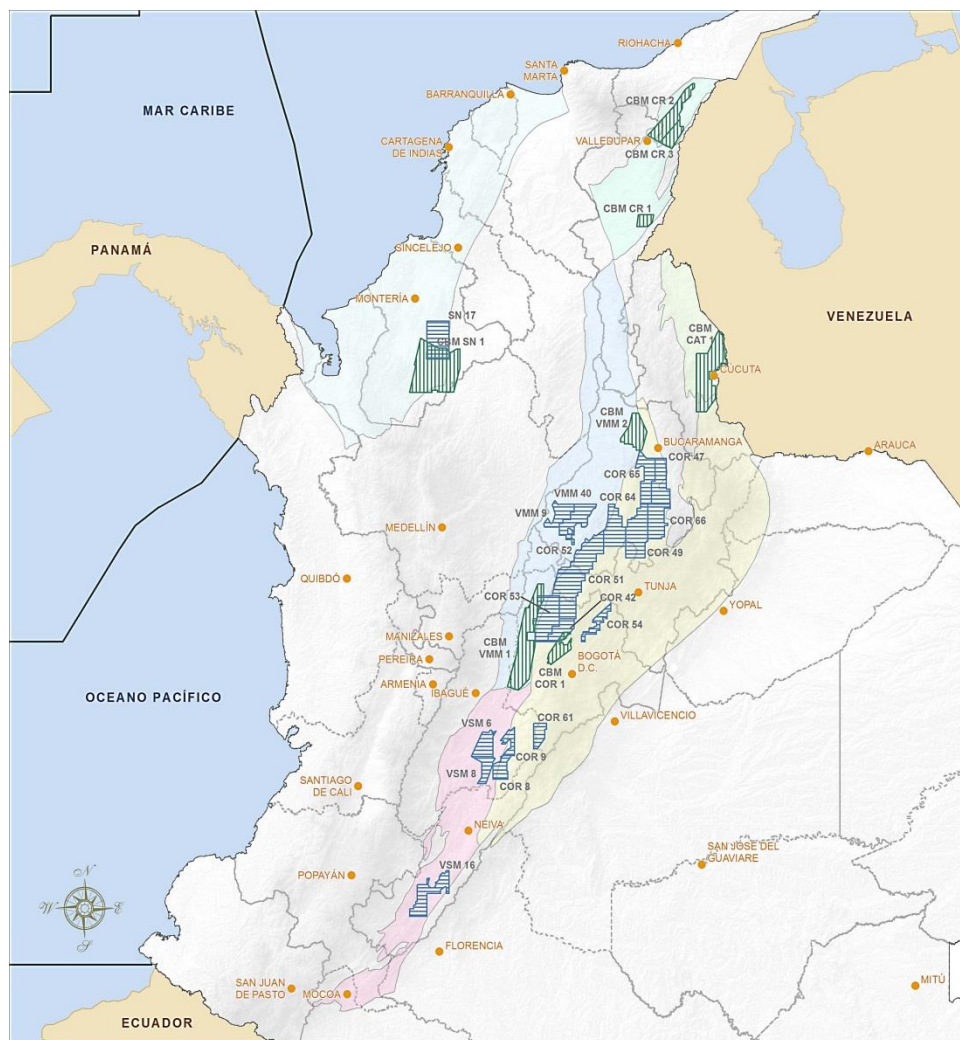 RIOHACHA
SANTA
MARTA
BARRANQUILLA
MAR CARIBE
CBM CR 2
CARTAGENA
DE INDIAS
VALLEDUPAR
CBM CR 3
CBM CR 1
PANAMÁ
SINCELEJO
MONTERÍA
VENEZUELA
SN 17
CBM SN 1
CBM
CAT 1
CUCUTA
CBM
VMM 2
BUCARAMANGA
ARAUCA
COR 47
COR 65
VMM 40
COR 64
VMM 9
COR 66
MEDELLÍN
COR 52
COR 49
QUIBDÓ
COR 51
TUNJA
COR 53
COR 42
YOPAL
COR 54
MANIZALES
CBM
VMM 1
PEREIRA
BOGOTÁ
D.C.
CBM
COR 1
ARMENIA
IBAGUÉ
OCEANO PACÍFICO
VSM 6
COR 61
VILLAVICENCIO
COR 9
VSM 8
COR 8
SANTIAGO
DE CALI
NEIVA
SAN JOSE DEL
GUAVIARE
VSM 16
POPAYÁN
N
W
E
S
FLORENCIA
SAN JUAN
DE PASTO
MOCOA
MITÚ
ECUADOR